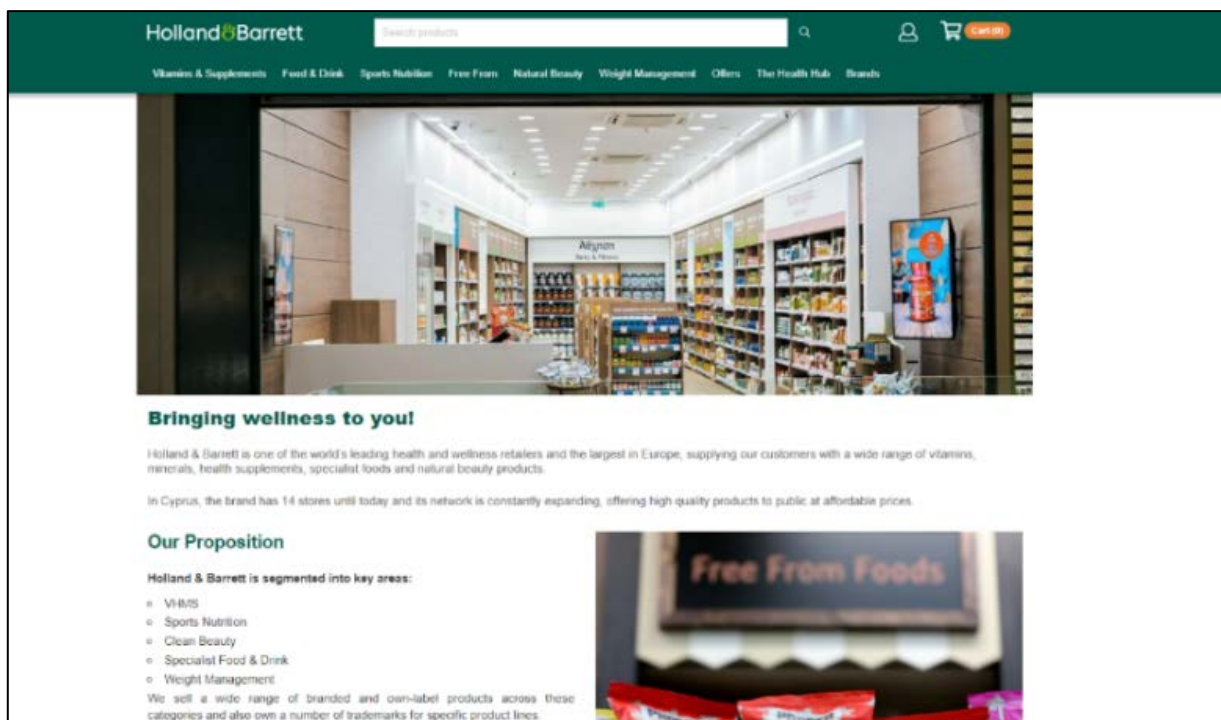 Holland&Barrett
Search products
Cart (0)
Vitamins & Supplements Food & Drink Sports Nutrition Free From Natural Beauty Weight Management Offers The Health Hub Brands
Bringing wellness to you!
Holland & Barrett is one of the world's leading health and wellness retailers and the largest in Europe, supplying our customers with a wide range of vitamins,
minerals, health supplements, specialist foods and natural beauty products.
In Cyprus, the brand has 14 stores until today and its network is constantly expanding, offering high quality products to public at affordable prices.
Our Proposition
Holland & Barrett is segmented into key areas:
VHMS
Sports Nutrition
Clean Beauty
Specialist Food & Drink
Weight Management
We sell a wide range of branded and own-label products across these
categories and also own a number of trademarks for specific product lines.
Free From Foods